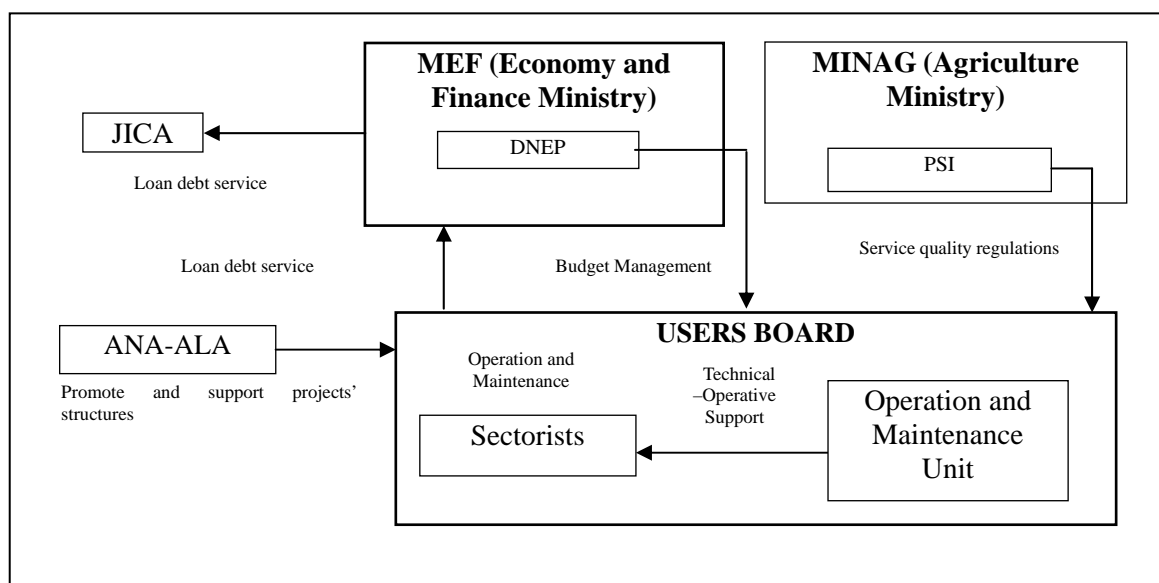 MEF (Economy and
Finance Ministry)
DNEP
MINAG (Agriculture
Ministry)
PSI
JICA
Loan debt service
Loan debt service
Budget Management
Service quality regulations
ANA-ALA
Promote and support projects’
structures
USERS BOARD
Operation and
Maintenance
Sectorists
Technical
–Operative
Support
Operation and
Maintenance
Unit